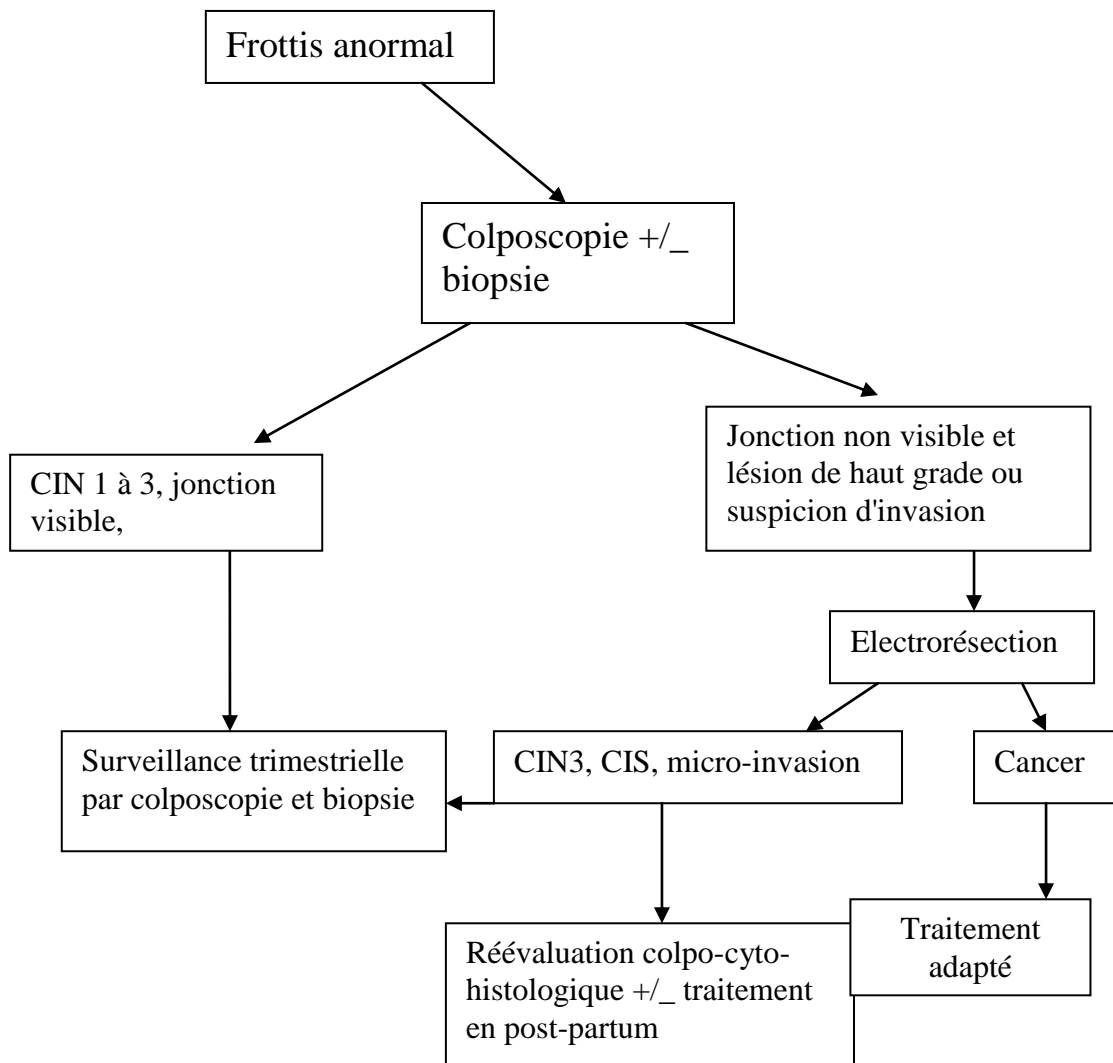 Frottis anormal
Colposcopie +/_
biopsie
CIN 1 à 3, jonction
visible,
Jonction non visible et
lésion de haut grade ou
suspicion d'invasion
Electrorésection
Surveillance trimestrielle
par colposcopie et biopsie
CIN3, CIS, micro-invasion
Cancer
Réévaluation colpo-cyto-
histologique +/_ traitement
en post-partum
Traitement
adapté